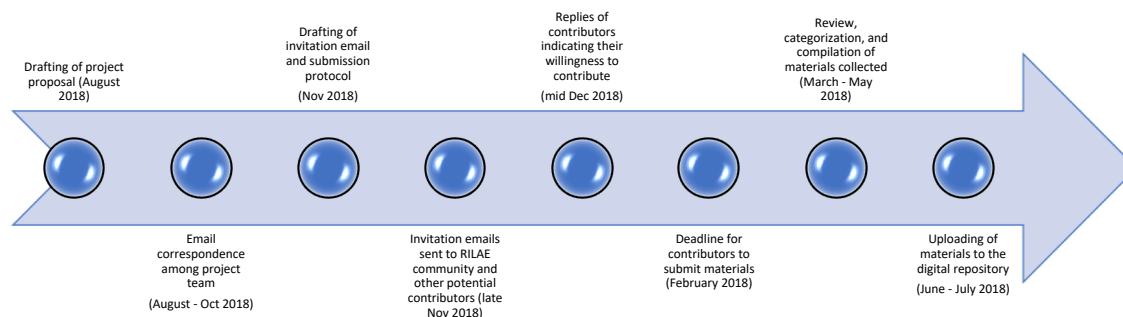 Drafting of project
proposal (August
2018)
Email
correspondence
among project
team
(August - Oct 2018)
Drafting of
invitation email
and submission
protocol
(Nov 2018)
Invitation emails
sent to RILAE
community and
other potential
contributors (late
Nov 2018)
Replies of
contributors
indicating their
willingness to
contribute
(mid Dec 2018)
Deadline for
contributors to
submit materials
(February 2018)
Review,
categorization, and
compilation of
materials collected
(March - May
2018)
Uploading of
materials to the
digital repository
(June - July 2018)